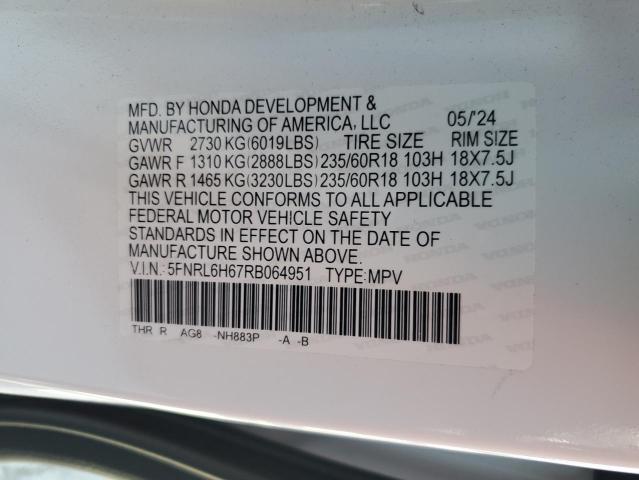 MFD. BY HONDA DEVELOPMENT &
MANUFACTURING OF AMERICA, LLC 05/'24
GVWR 2730 KG(6019LBS) TIRE SIZE RIM SIZE
GAWR F 1310 KG(2888LBS) 235/60R18 103H 18X7.5J
GAWR R 1465 KG(3230LBS) 235/60R18 103H 18X7.5J
THIS VEHICLE CONFORMS TO ALL APPLICABLE
FEDERAL MOTOR VEHICLE SAFETY
STANDARDS IN EFFECT ON THE DATE OF
MANUFACTURE SHOWN ABOVE.
V.I.N.: 5FNRL6H67RB064951 TYPE: MPV
THR R AG8 -NH883P -A -B